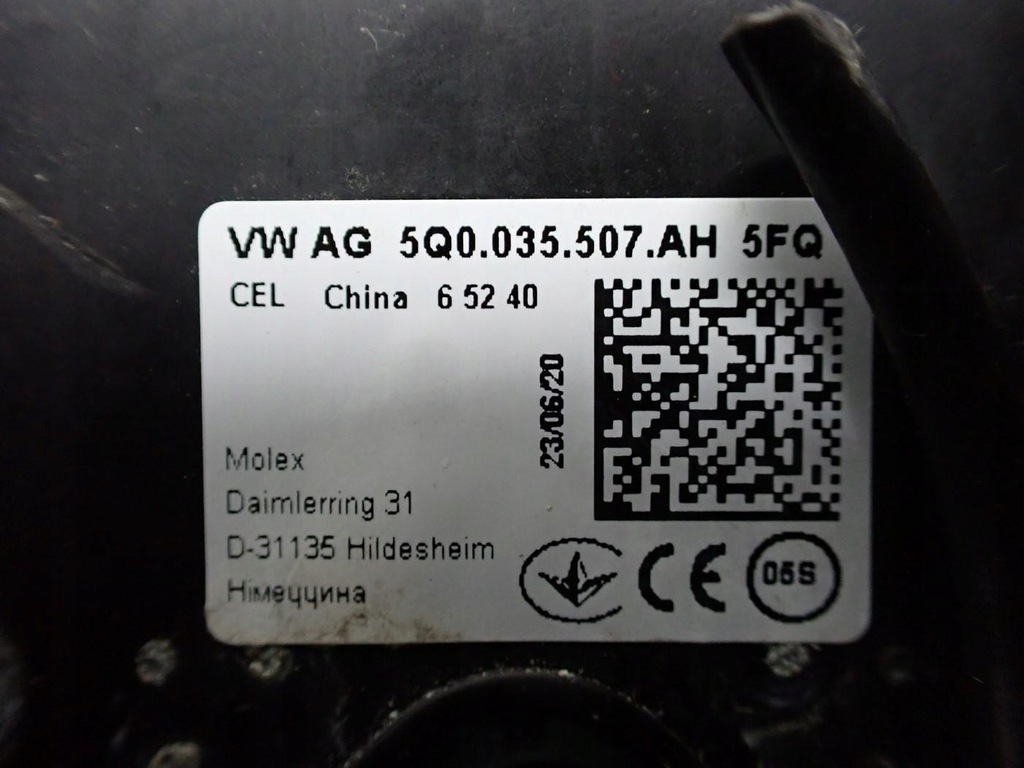 VW AG 5Q0.035.507.AH 5FQ
CEL China 6 52 40
23/06/20
Molex
Daimlerring 31
D-31135 Hildesheim
Німеччина
CE
05S